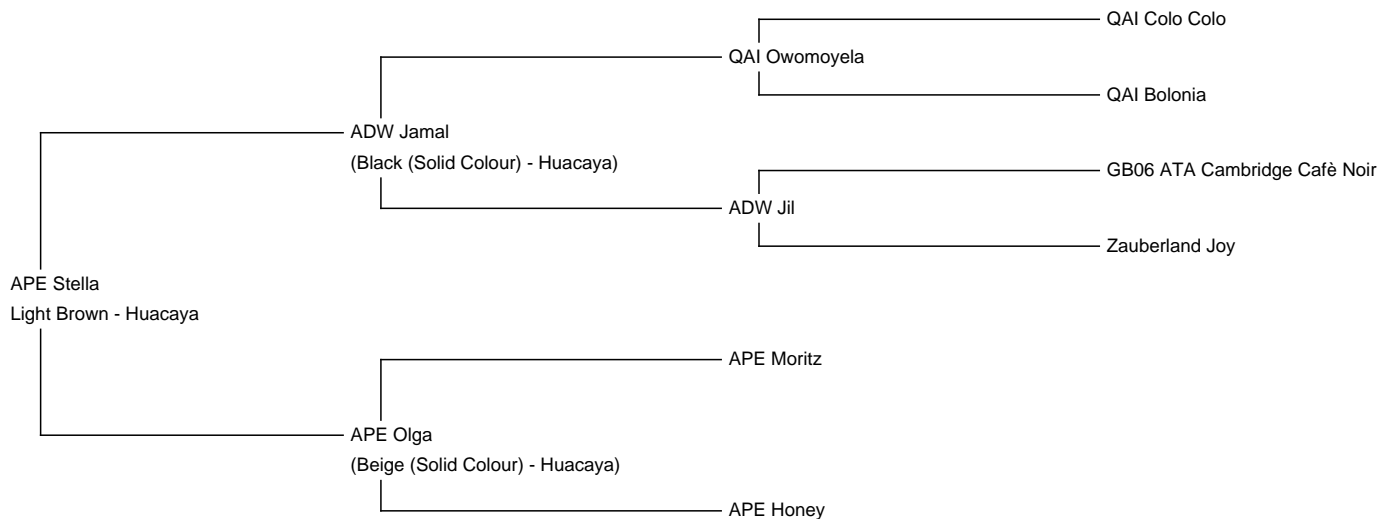 QAI Colo Colo
QAI Owomoyela
QAI Bolonia
ADW Jamal
(Black (Solid Colour) - Huacaya)
GB06 ATA Cambridge Cafè Noir
ADW Jil
Zauberland Joy
APE Stella
Light Brown - Huacaya
APE Moritz
APE Olga
(Beige (Solid Colour) - Huacaya)
APE Honey